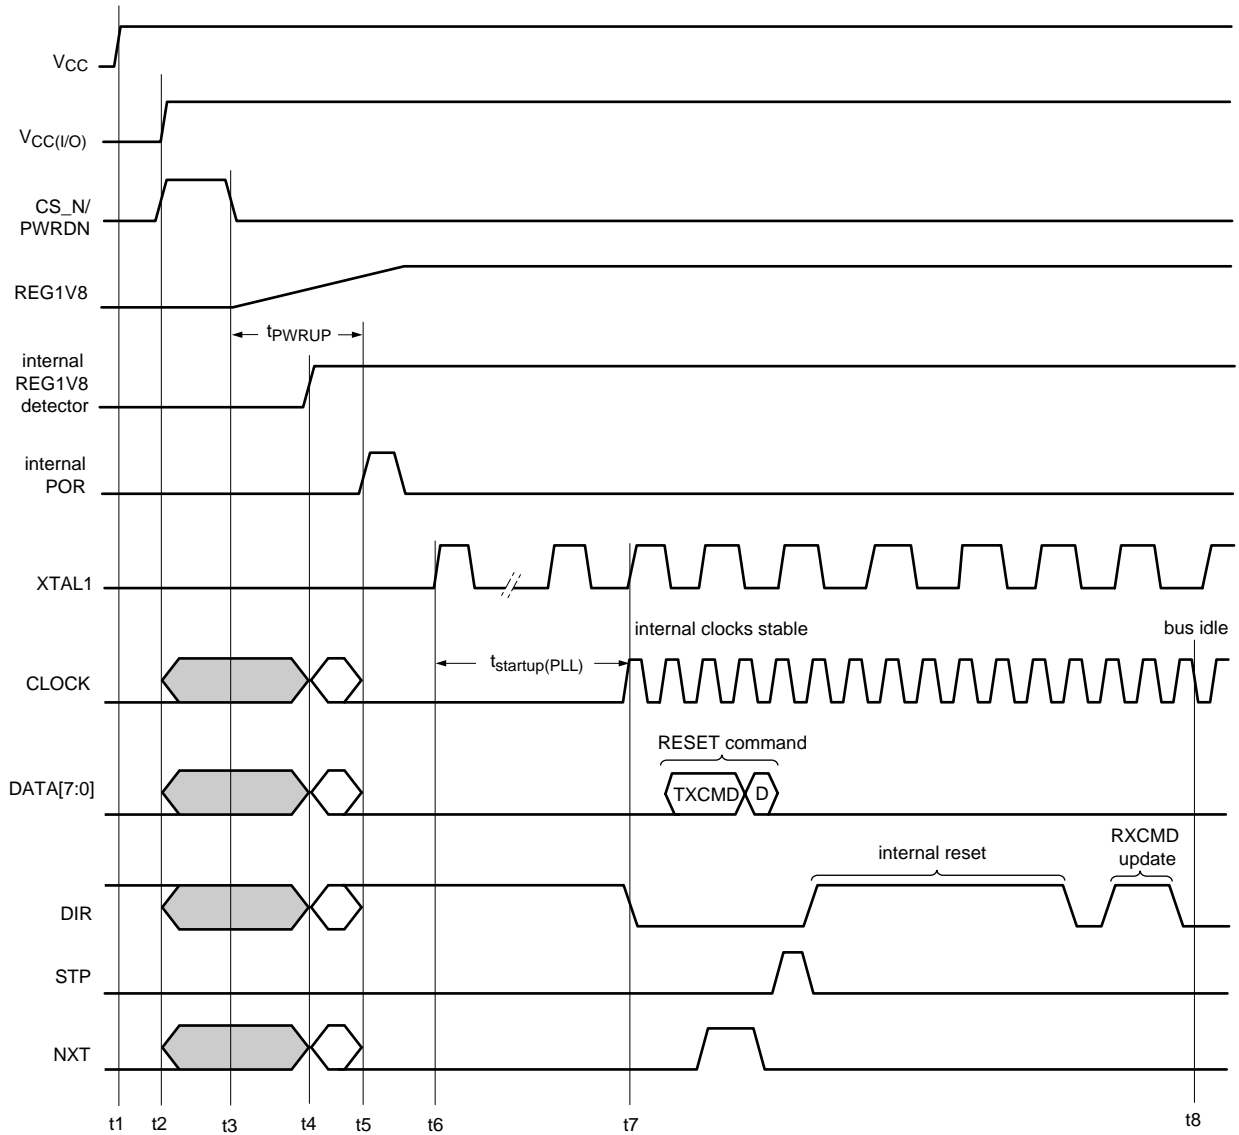 VCC
VCC(I/O)
CS_N/
PWRDN
REG1V8
tPWRUP
internal
REG1V8
detector
internal
POR
XTAL1
internal clocks stable
bus idle
tstartup(PLL)
CLOCK
RESET command
DATA[7:0]
TXCMD
D
RXCMD
update
internal reset
DIR
STP
NXT
t1
t2
t3
t4
t5
t6
t7
t8